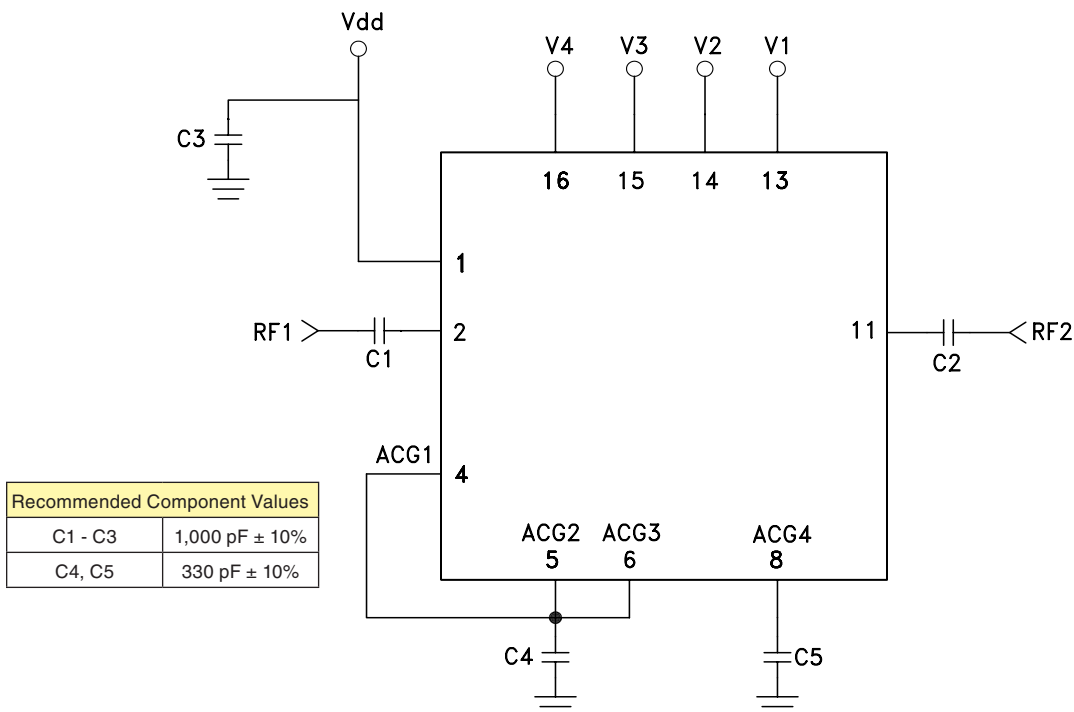 Vdd
V4 V3 V2 V1
C3
16 15 14 13
1
RF1 C1 2
11 C2 RF2
ACG1 4
Recommended Component Values
C1 - C3 1,000 pF ± 10%
C4, C5 330 pF ± 10%
ACG2 ACG3 ACG4
5 6 8
C4 C5